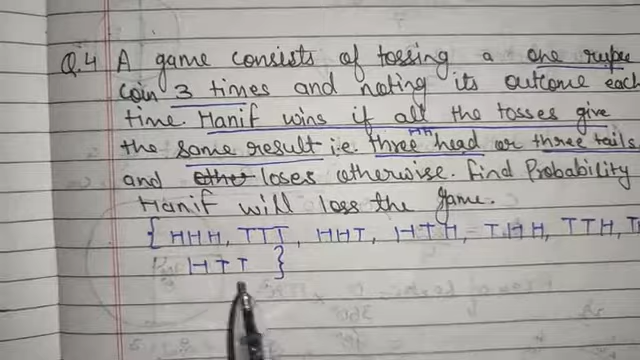 Q.4 A game consists of tossing a one rupee
coin 3 times and noting its outcome each
time. Hanif wins if all the tosses give
the same result i.e. three head or three tails
and loses otherwise. Find Probability
Hanif will loss the game.
{ HHH, TTT, HHT, HTH, THH, TTH, T
HTT }